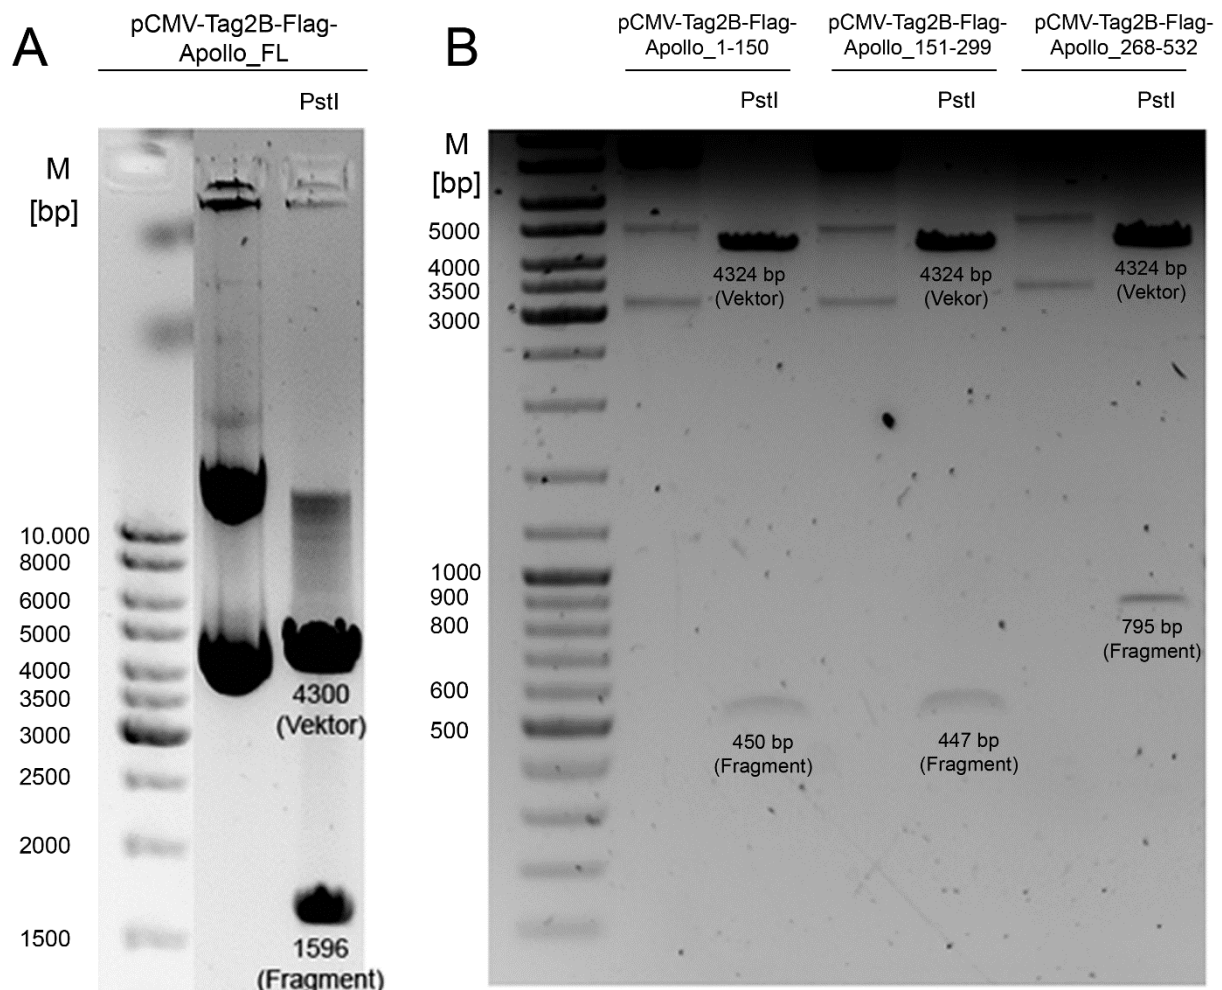 A
pCMV-Tag2B-Flag-
Apollo_FL
PstI
M
[bp]
10.000
8000
6000
5000
4000
3500
3000
2500
2000
1500
4300
(Vektor)
1596
(Fragment)
B
pCMV-Tag2B-Flag-
Apollo_1-150
pCMV-Tag2B-Flag-
Apollo_151-299
pCMV-Tag2B-Flag-
Apollo_268-532
PstI
PstI
PstI
M
[bp]
5000
4000
3500
3000
1000
900
800
600
500
4324 bp
(Vektor)
4324 bp
(Vekor)
4324 bp
(Vektor)
795 bp
(Fragment)
450 bp
(Fragment)
447 bp
(Fragment)